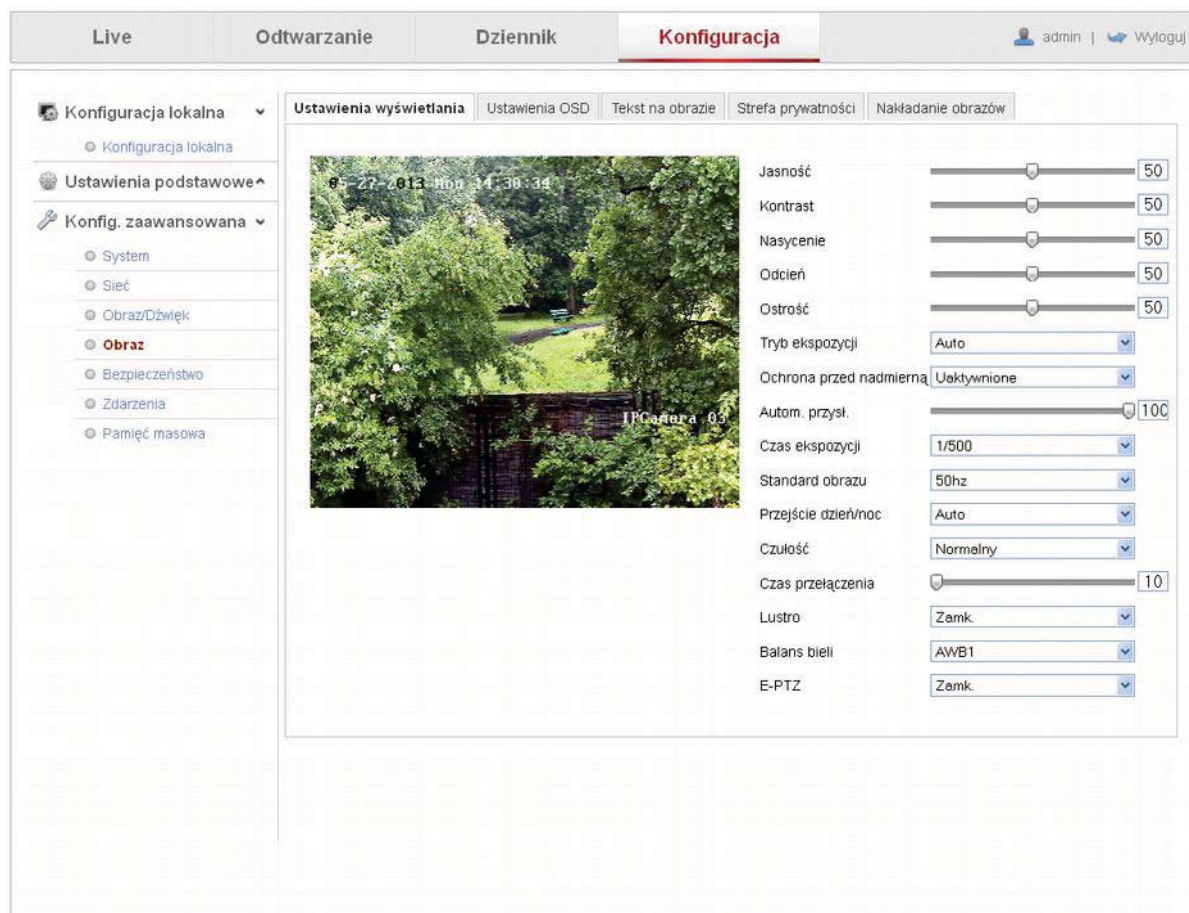 Live Odtwarzanie Dziennik Konfiguracja admin | Wyloguj
Konfiguracja lokalna
Konfiguracja lokalna
Ustawienia podstawowe
Konfig. zaawansowana
System
Sieć
Obraz/Dźwięk
Obraz
Bezpieczeństwo
Zdarzenia
Pamięć masowa
Ustawienia wyświetlania Ustawienia OSD Tekst na obrazie Strefa prywatności Nakładanie obrazów
05-27-2013 Mon 14:30:34
IPCamera 03
Jasność 50
Kontrast 50
Nasycenie 50
Odcień 50
Ostrość 50
Tryb ekspozycji Auto
Ochrona przed nadmierną Uaktywnione
Autom. przysł. 100
Czas ekspozycji 1/500
Standard obrazu 50hz
Przejście dzień/noc Auto
Czułość Normalny
Czas przełączenia 10
Lustro Zamk.
Balans bieli AWB1
E-PTZ Zamk.